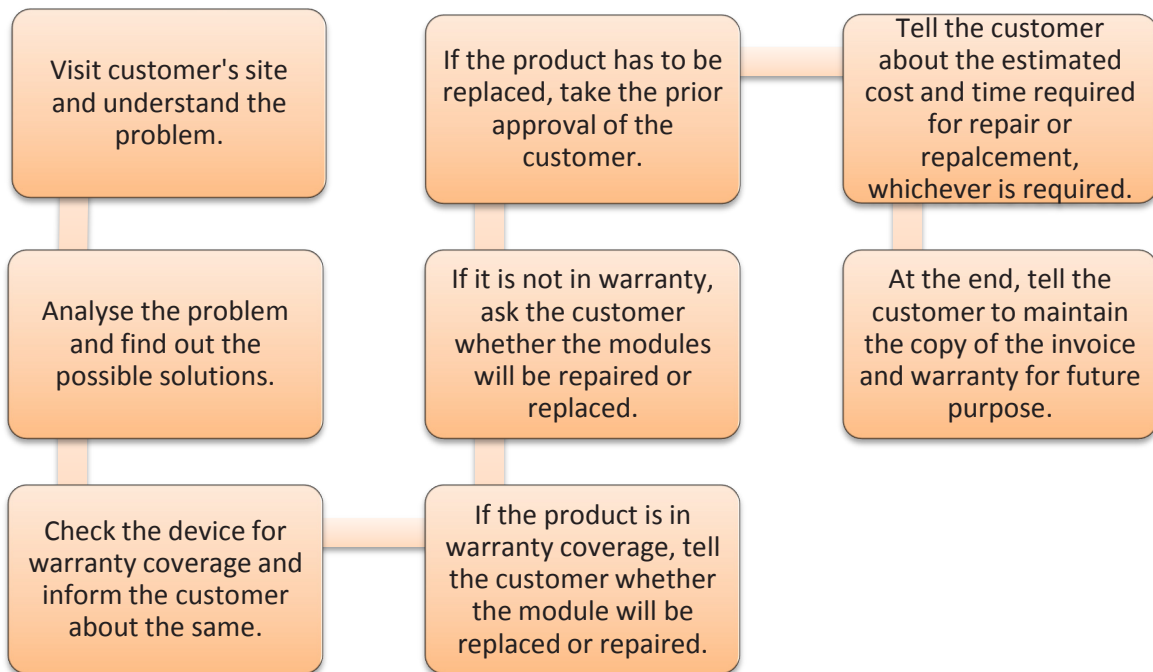 Visit customer's site
and understand the
problem.
Analyse the problem
and find out the
possible solutions.
Check the device for
warranty coverage and
inform the customer
about the same.
If the product is in
warranty coverage, tell
the customer whether
the module will be
replaced or repaired.
If it is not in warranty,
ask the customer
whether the modules
will be repaired or
replaced.
If the product has to be
replaced, take the prior
approval of the
customer.
Tell the customer
about the estimated
cost and time required
for repair or
repalcement,
whichever is required.
At the end, tell the
customer to maintain
the copy of the invoice
and warranty for future
purpose.